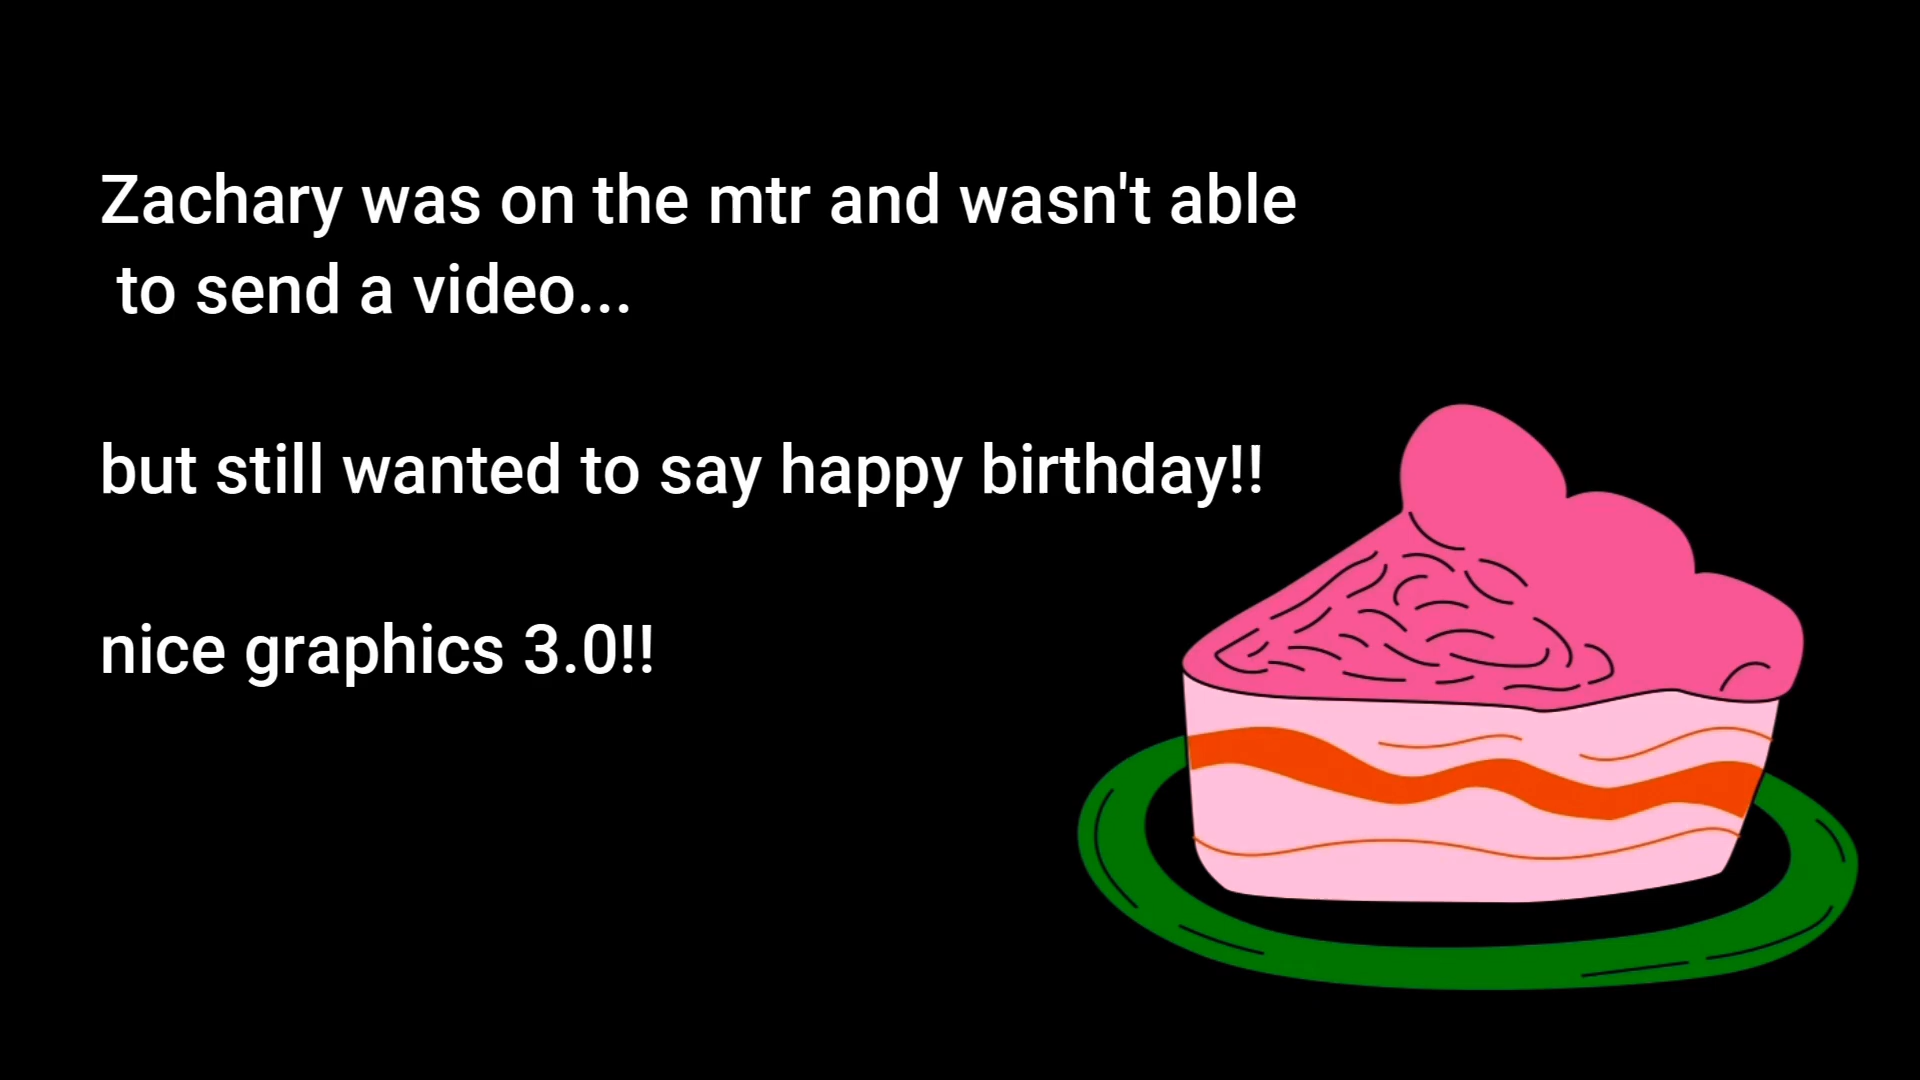 Zachary was on the mtr and wasn't able
to send a video...
but still wanted to say happy birthday!!
nice graphics 3.0!!